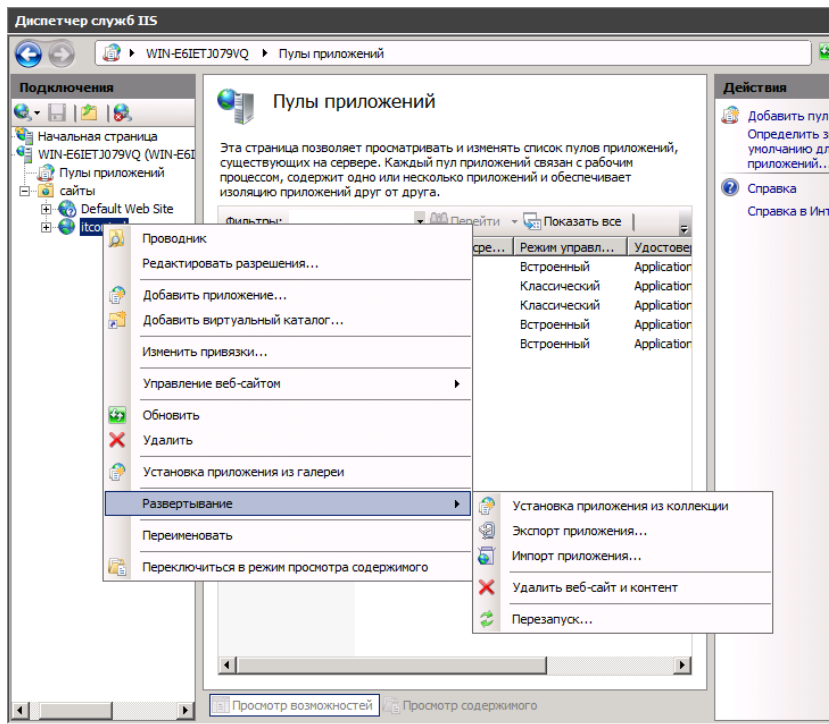 Диспетчер служб IIS
WIN-E6IETJ079VQ
Пулы приложений
Подключения
Начальная страница
WIN-E6IETJ079VQ (WIN-E6I
Пулы приложений
сайты
Default Web Site
Пулы приложений
Эта страница позволяет просматривать и изменять список пулов приложений,
существующих на сервере. Каждый пул приложений связан с рабочим
процессом, содержит одно или несколько приложений и обеспечивает
изоляцию приложений друг от друга.
Фильтры:
Перейти
Показать все
сре...
Режим управл...
Удостове
Встроенный
Application
Классический
Application
Классический
Application
Встроенный
Application
Встроенный
Application
Действия
Добавить пул
Определить з
умолчанию дл
приложений...
Справка
Справка в Инт
Проводник
Редактировать разрешения...
Добавить приложение...
Добавить виртуальный каталог...
Изменить привязки...
Управление веб-сайтом
Обновить
Удалить
Установка приложения из галереи
Развертывание
Переименовать
Переключиться в режим просмотра содержимого
Установка приложения из коллекции
Экспорт приложения...
Импорт приложения...
Удалить веб-сайт и контент
Перезапуск...
Просмотр возможностей
Просмотр содержимого